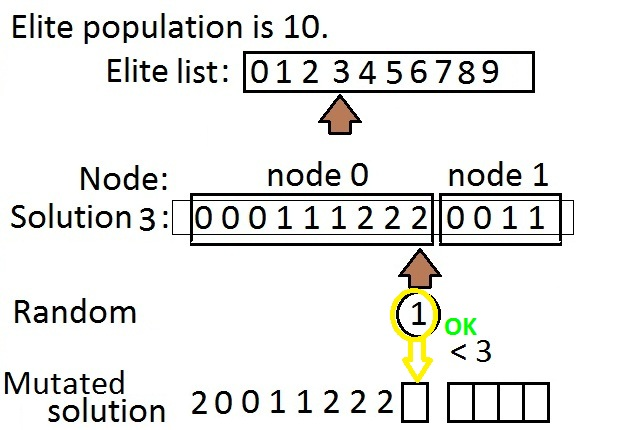 Elite population is 10.
Elite list: 0 1 2 3 4 5 6 7 8 9
Node: node 0 node 1
Solution 3: 0 0 0 1 1 1 2 2 2 0 0 1 1
Random 1 OK
< 3
Mutated
solution 2 0 0 1 1 2 2 2